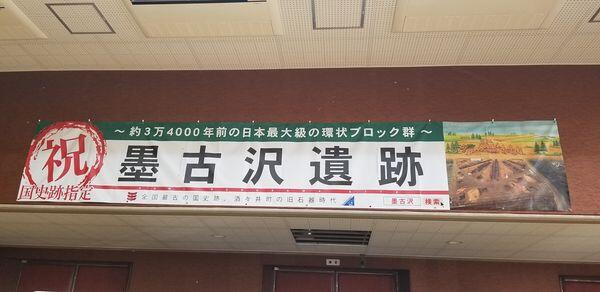 ～約3万4000年前の日本最大級の環状ブロック群～
祝
国史跡指定
墨古沢遺跡
全国最古の国史跡。酒々井町の旧石器時代
墨古沢 検索